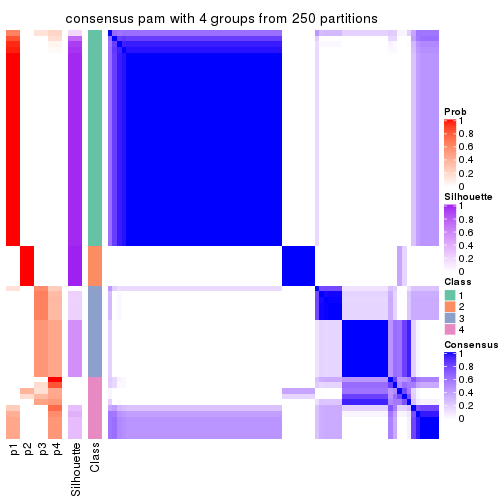 consensus pam with 4 groups from 250 partitions
Prob
1
0.8
0.6
0.4
0.2
0
Silhouette
1
0.8
0.6
0.4
0.2
0
Class
1
2
3
4
Consensus
1
0.8
0.6
0.4
0.2
0
p1
p2
p3
p4
Silhouette
Class